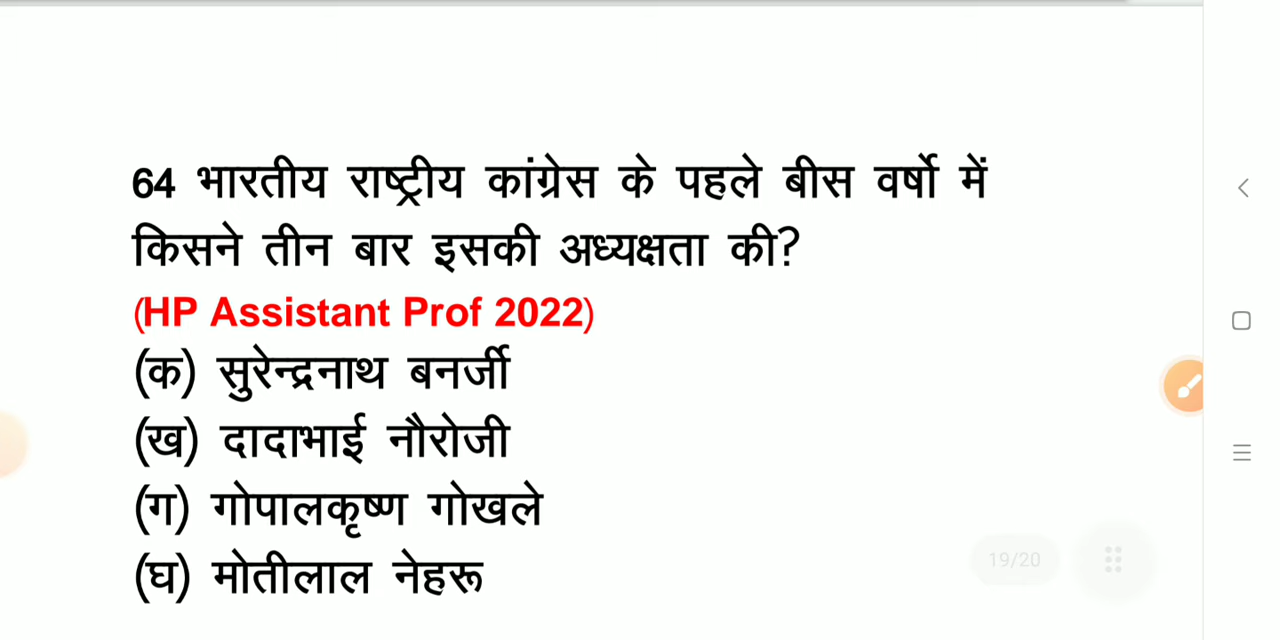 64 भारतीय राष्ट्रीय कांग्रेस के पहले बीस वर्षो में
किसने तीन बार इसकी अध्यक्षता की?
(HP Assistant Prof 2022)
(क) सुरेन्द्रनाथ बनर्जी
(ख) दादाभाई नौरोजी
(ग) गोपालकृष्ण गोखले
(घ) मोतीलाल नेहरू
19/20